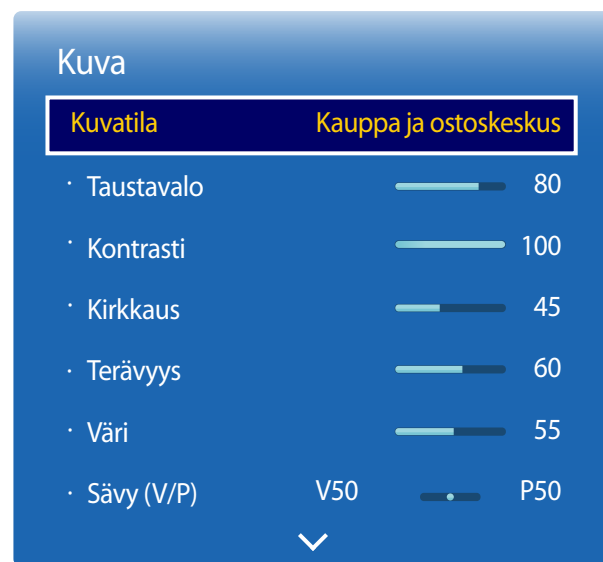 Kuva
Kuvatila Kauppa ja ostoskeskus
· Taustavalo 80
· Kontrasti 100
· Kirkkaus 45
· Terävyys 60
· Väri 55
· Sävy (V/P) V50 P50